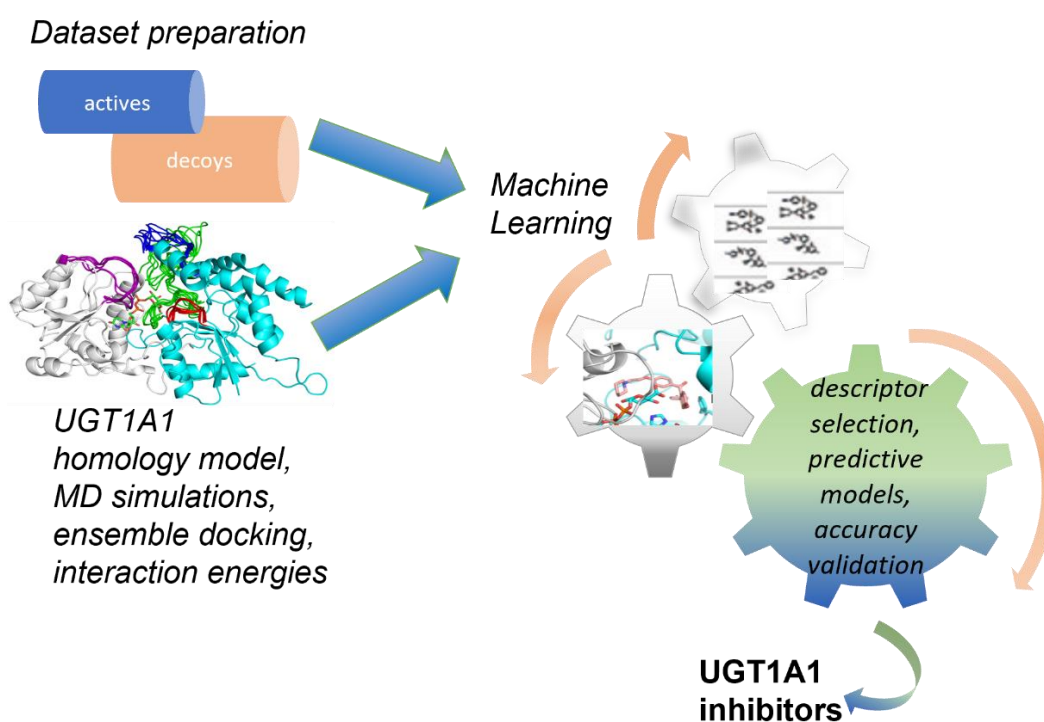 Dataset preparation
actives
decoys
UGT1A1
homology model,
MD simulations,
ensemble docking,
interaction energies
Machine
Learning
descriptor
selection,
predictive
models,
accuracy
validation
UGT1A1
inhibitors